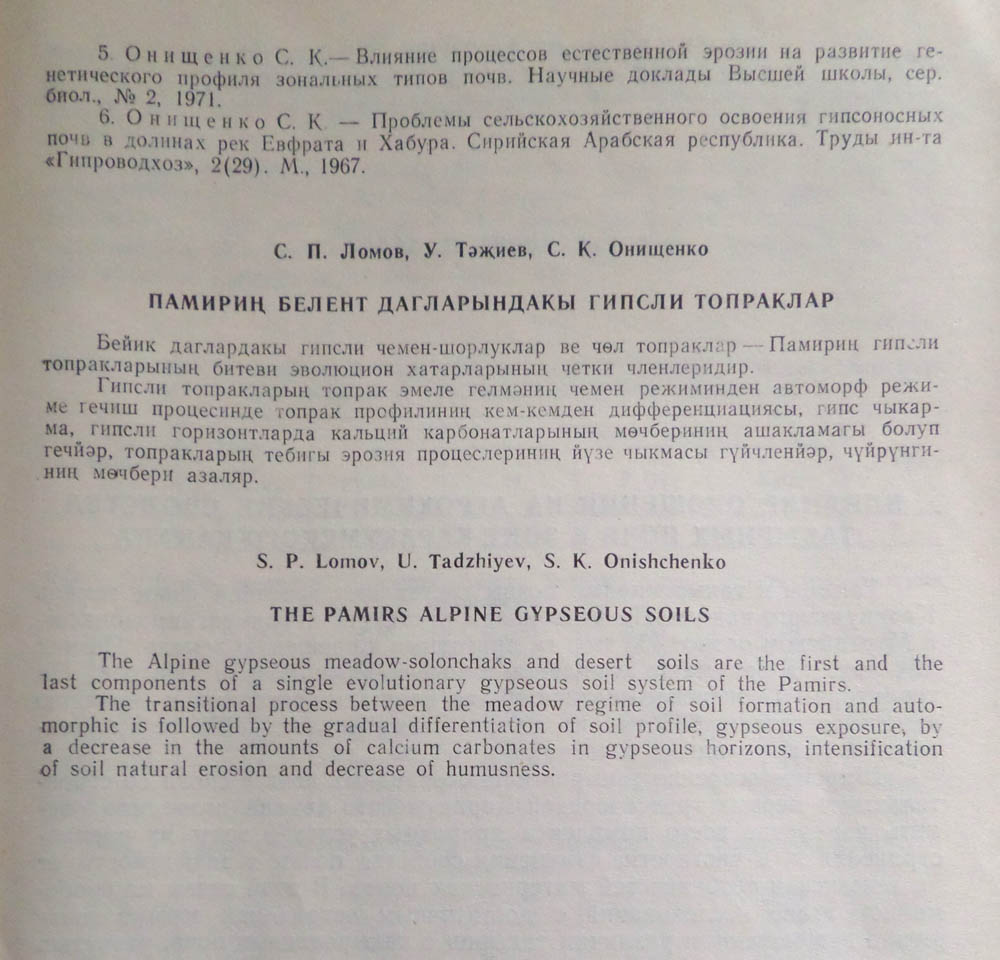 5. Онищенко С. К.— Влияние процессов естественной эрозии на развитие ге-
нетического профиля зональных типов почв. Научные доклады Высшей школы, сер.
биол., № 2, 1971.
6. Онищенко С. К. — Проблемы сельскохозяйственного освоения гипсоносных
почв в долинах рек Евфрата и Хабура. Сирийская Арабская республика. Труды ин-та
«Гипроводхоз», 2(29). М., 1967.
С. П. Ломов, У. Тәҗиев, С. К. Онищенко
ПАМИРИҢ БЕЛЕНТ ДАГЛАРЫНДАКЫ ГИПСЛИ ТОПРАКЛАР
Бейик даглардакы гипсли чемен-шорлуклар ве чөл топраклар — Памириң гипсли
топракларының битеви эволюцион хатарларының четки членлеридир.
Гипсли топракларың топрак эмеле гелмәниң чемен режиминден автоморф режи-
ме гечиш процесинде топрак профилиниң кем-кемден дифференциациясы, гипс чыкар-
ма, гипсли горизонтларда кальций карбонатларының мөчбериниң ашакламагы болуп
гечйәр, топракларың тебигы эрозия процеслериниң йүзе чыкмасы гүйчленйәр, чүйрүнги-
ниң мөчбери азаляр.
S. P. Lomov, U. Tadzhiyev, S. K. Onishchenko
THE PAMIRS ALPINE GYPSEOUS SOILS
The Alpine gypseous meadow-solonchaks and desert soils are the first and the
last components of a single evolutionary gypseous soil system of the Pamirs.
The transitional process between the meadow regime of soil formation and auto-
morphic is followed by the gradual differentiation of soil profile, gypseous exposure, by
a decrease in the amounts of calcium carbonates in gypseous horizons, intensification
of soil natural erosion and decrease of humusness.